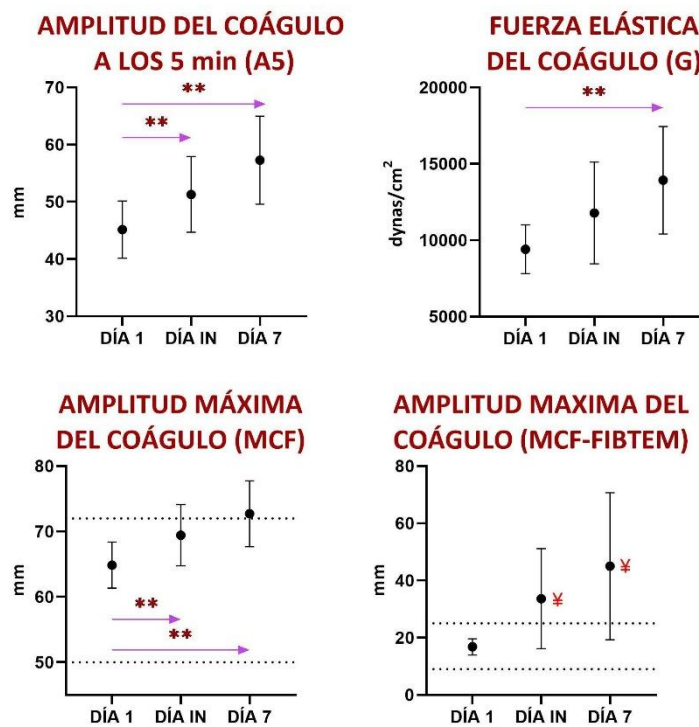 AMPLITUD DEL COÁGULO
A LOS 5 min (A5)
70
60
50
40
30
mm
**
**
DÍA 1 DÍA IN DÍA 7
FUERZA ELÁSTICA
DEL COÁGULO (G)
20000
15000
10000
5000
dynas/cm²
**
DÍA 1 DÍA IN DÍA 7
AMPLITUD MÁXIMA
DEL COÁGULO (MCF)
80
70
60
50
mm
**
**
DÍA 1 DÍA IN DÍA 7
AMPLITUD MAXIMA DEL
COÁGULO (MCF-FIBTEM)
80
60
40
20
0
mm
¥
¥
DÍA 1 DÍA IN DÍA 7